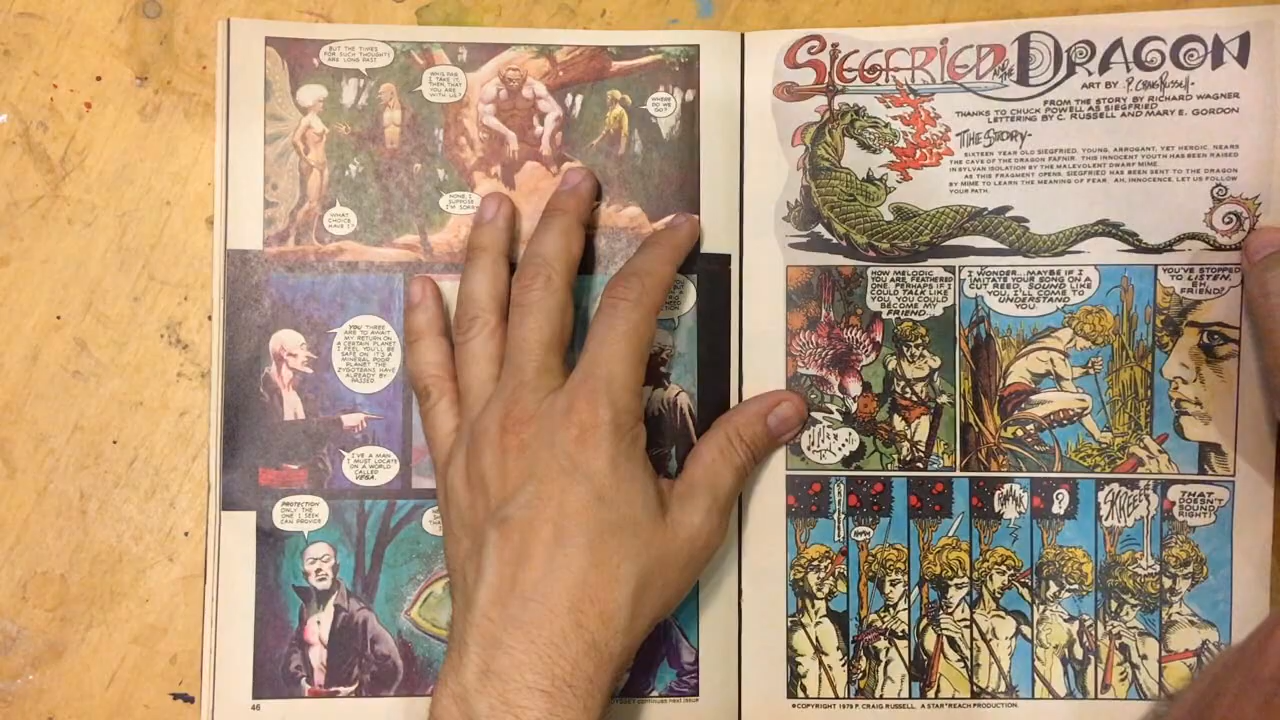 BUT THE TIMES
FOR SUCH THOUGHTS
ARE LONG PAST.
WHIS PAR,
I TAKE IT,
THEN, THAT
YOU ARE
WITH US?
WHERE
DO WE
GO?
WHAT
CHOICE
HAVE I?
NONE, I
SUPPOSE.
I'M SORRY
YOU THREE
ARE TO AWAIT
MY RETURN ON
A CERTAIN PLANET
I FEEL YOU'LL BE
SAFE ON. IT'S A
MINERAL POOR
PLANET THE
ZYGOTEANS HAVE
ALREADY BY
PASSED.
I'VE A MAN
I MUST LOCATE
ON A WORLD
CALLED
VEGA.
PROTECTION
ONLY THE
ONE I SEEK
CAN PROVIDE
46
continues next issue
SIEGFRIED AND THE DRAGON
ART BY P. CRAIG RUSSELL-
FROM THE STORY BY RICHARD WAGNER
THANKS TO CHUCK POWELL AS SIEGFRIED
LETTERING BY C. RUSSELL AND MARY E. GORDON
THE STORY-
SIXTEEN YEAR OLD SIEGFRIED, YOUNG, ARROGANT, YET HEROIC, NEARS
THE CAVE OF THE DRAGON FAFNIR. THIS INNOCENT YOUTH HAS BEEN RAISED
IN SYLVAN ISOLATION BY THE MALEVOLENT DWARF MIME.
AS THIS FRAGMENT OPENS, SIEGFRIED HAS BEEN SENT TO THE DRAGON
BY MIME TO LEARN THE MEANING OF FEAR. AH, INNOCENCE, LET US FOLLOW
YOUR PATH.
HOW MELODIC
YOU ARE, FEATHERED
ONE. PERHAPS IF I
COULD TALK LIKE
YOU, YOU COULD
BECOME MY
FRIEND...
I WONDER...MAYBE IF I
IMITATE YOUR SONG ON A
CUT REED, SOUND LIKE
YOU, I'LL COME TO
UNDERSTAND
YOU.
YOU'VE STOPPED
TO LISTEN,
EH,
FRIEND?
?
SKREEEE
THAT
DOESN'T
SOUND
RIGHT!
©COPYRIGHT 1979 P. CRAIG RUSSELL. A STAR*REACH PRODUCTION.